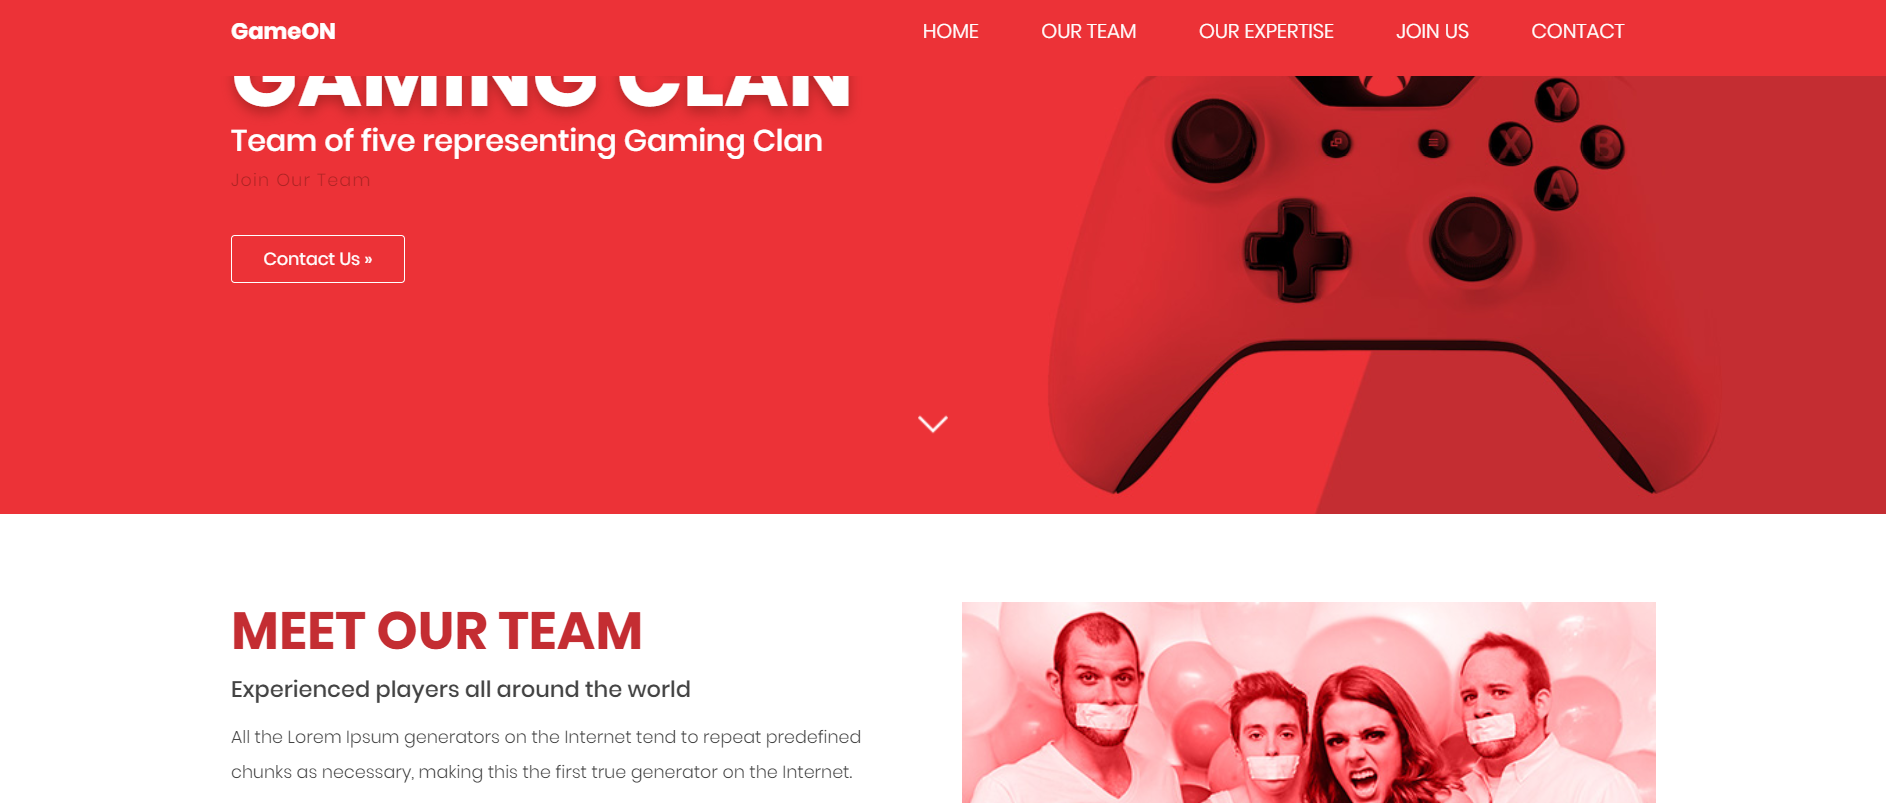 GameON
HOME
OUR TEAM
OUR EXPERTISE
JOIN US
CONTACT
GAMING CLAN
Team of five representing Gaming Clan
Join Our Team
Contact Us »
Y
X
B
A
MEET OUR TEAM
Experienced players all around the world
All the Lorem Ipsum generators on the Internet tend to repeat predefined
chunks as necessary, making this the first true generator on the Internet.